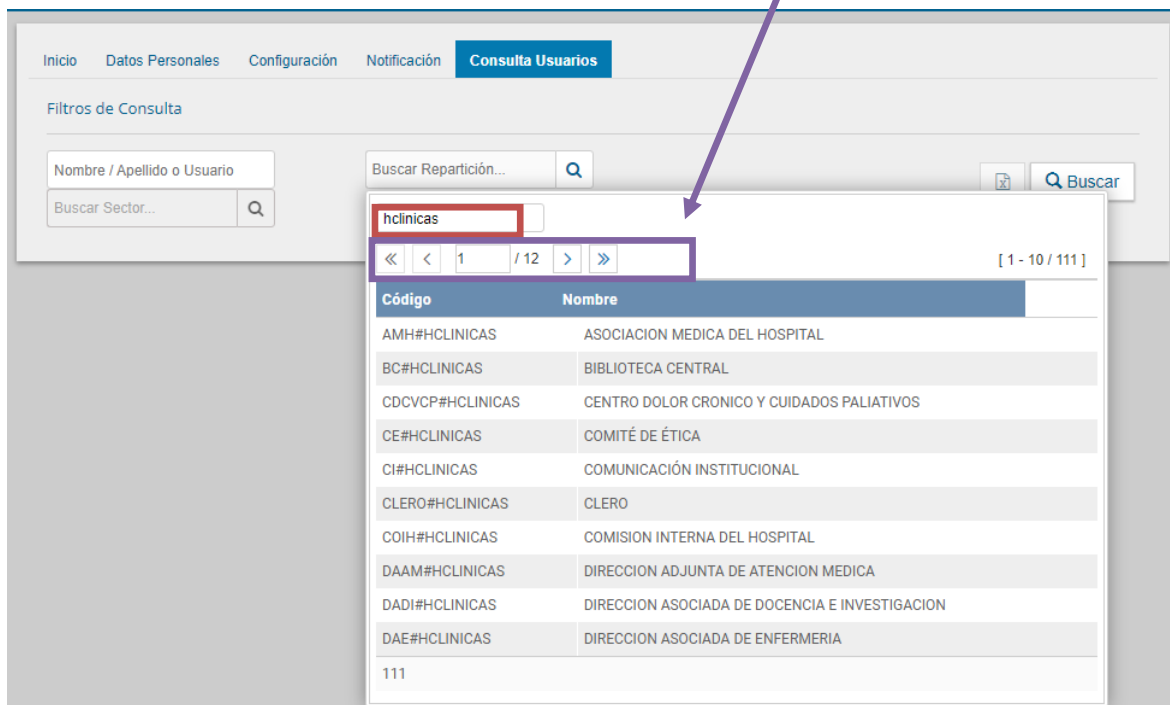 Inicio Datos Personales Configuración Notificación Consulta Usuarios
Filtros de Consulta
Nombre / Apellido o Usuario Buscar Repartición... Buscar
Buscar Sector...
hclinicas
1 / 12 [ 1 - 10 / 111 ]
Código Nombre
AMH#HCLINICAS ASOCIACION MEDICA DEL HOSPITAL
BC#HCLINICAS BIBLIOTECA CENTRAL
CDCVCP#HCLINICAS CENTRO DOLOR CRONICO Y CUIDADOS PALIATIVOS
CE#HCLINICAS COMITÉ DE ÉTICA
CI#HCLINICAS COMUNICACIÓN INSTITUCIONAL
CLERO#HCLINICAS CLERO
COIH#HCLINICAS COMISION INTERNA DEL HOSPITAL
DAAM#HCLINICAS DIRECCION ADJUNTA DE ATENCION MEDICA
DADI#HCLINICAS DIRECCION ASOCIADA DE DOCENCIA E INVESTIGACION
DAE#HCLINICAS DIRECCION ASOCIADA DE ENFERMERIA
111